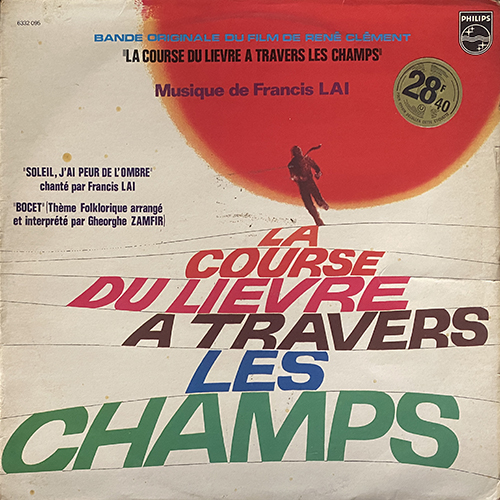 6332 095
PHILIPS
BANDE ORIGINALE DU FILM DE RENÉ CLÉMENT
"LA COURSE DU LIEVRE A TRAVERS LES CHAMPS"
Musique de Francis LAI
28F
40
"SOLEIL, J'AI PEUR DE L'OMBRE"
chanté par Francis LAI
"BOCET" (Thème Folklorique arrangé
et interprété par Gheorghe ZAMFIR)
LA
COURSE
DU LIEVRE
A TRAVERS
LES
CHAMPS